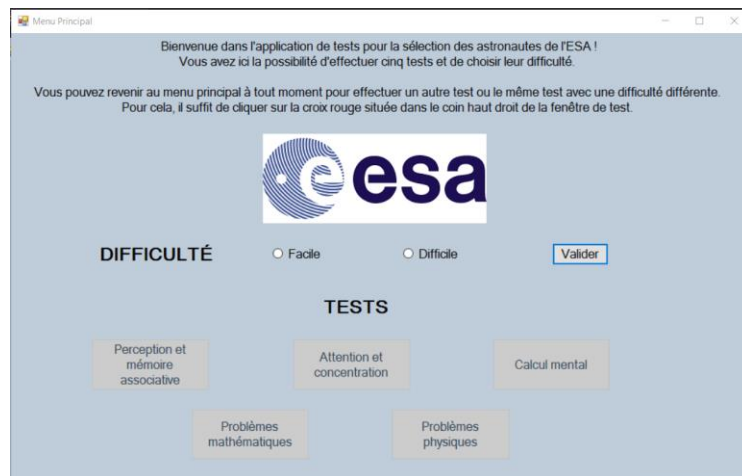 Menu Principal
Bienvenue dans l'application de tests pour la sélection des astronautes de l'ESA !
Vous avez ici la possibilité d'effectuer cinq tests et de choisir leur difficulté.
Vous pouvez revenir au menu principal à tout moment pour effectuer un autre test ou le même test avec une difficulté différente.
Pour cela, il suffit de cliquer sur la croix rouge située dans le coin haut droit de la fenêtre de test.
esa
DIFFICULTÉ
Facile
Difficile
Valider
TESTS
Perception et
mémoire
associative
Attention et
concentration
Calcul mental
Problèmes
mathématiques
Problèmes
physiques